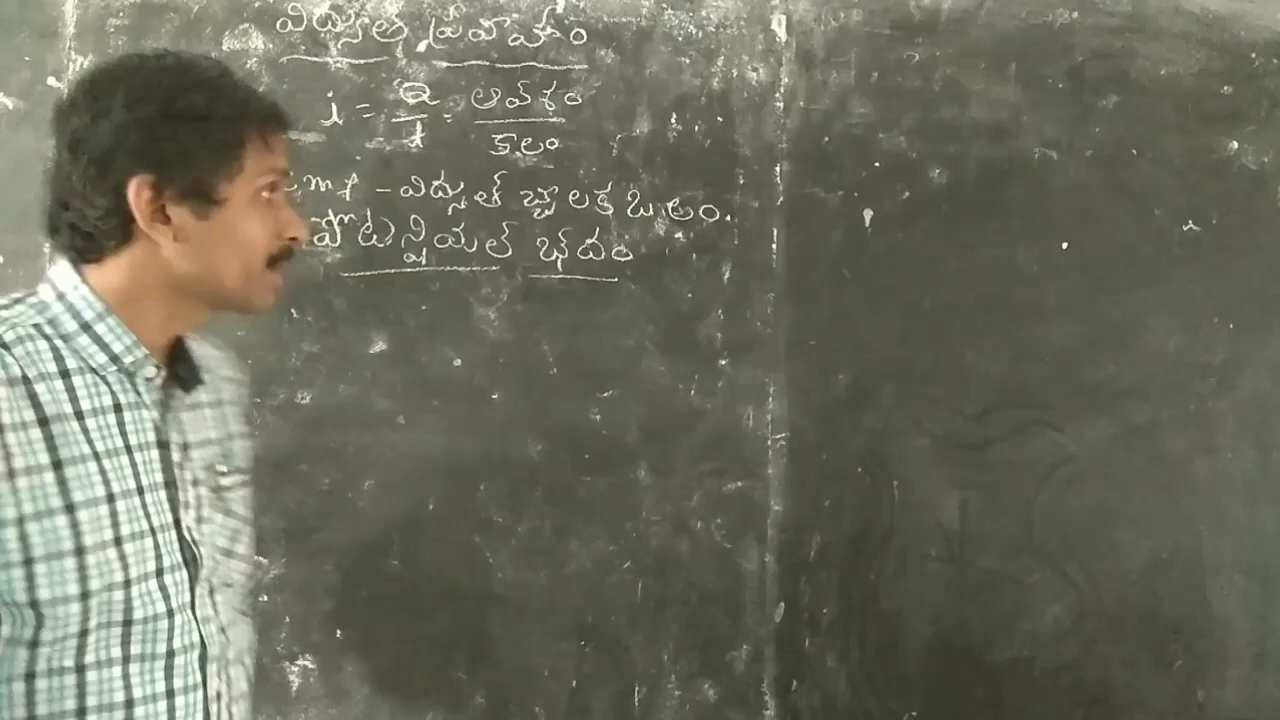 విద్యుత్ ప్రవాహం
i = Q/t = ఆవేశం/కాలం
emf - విద్యుత్ చ్ఛాలక బలం.
పొటెన్షియల్ భేదం